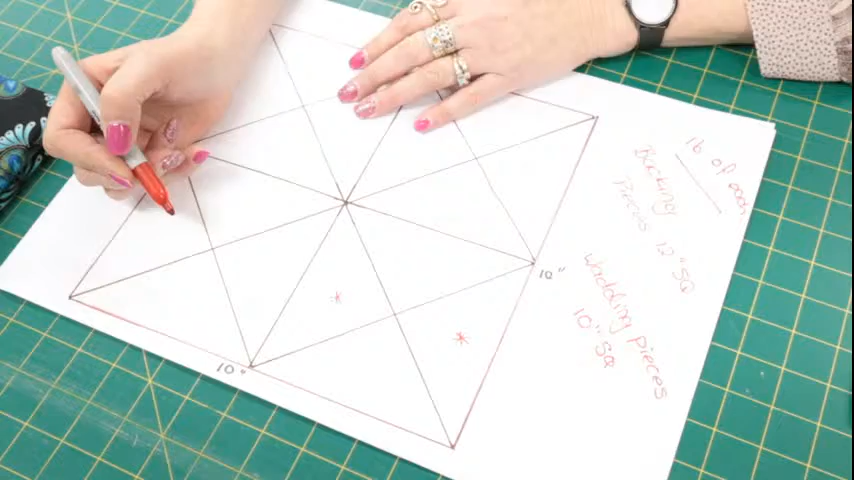 16 of each
Backing
Pieces 12" SQ
Wadding pieces
10" SQ
10"
10"